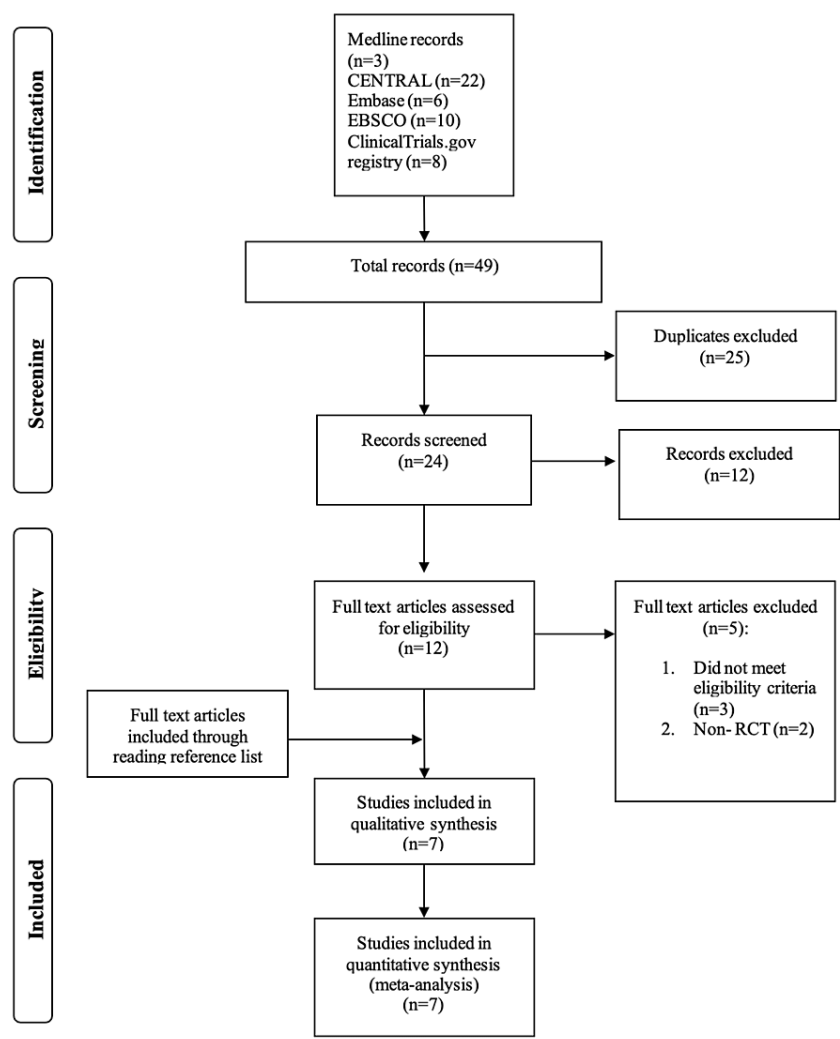 Identification
Medline records
(n=3)
CENTRAL (n=22)
Embase (n=6)
EBSCO (n=10)
ClinicalTrials.gov
registry (n=8)
Total records (n=49)
Screening
Duplicates excluded
(n=25)
Records screened
(n=24)
Records excluded
(n=12)
Eligibility
Full text articles assessed
for eligibility
(n=12)
Full text articles excluded
(n=5):
1. Did not meet
eligibility criteria
(n=3)
2. Non- RCT (n=2)
Full text articles
included through
reading reference list
Included
Studies included in
qualitative synthesis
(n=7)
Studies included in
quantitative synthesis
(meta-analysis)
(n=7)